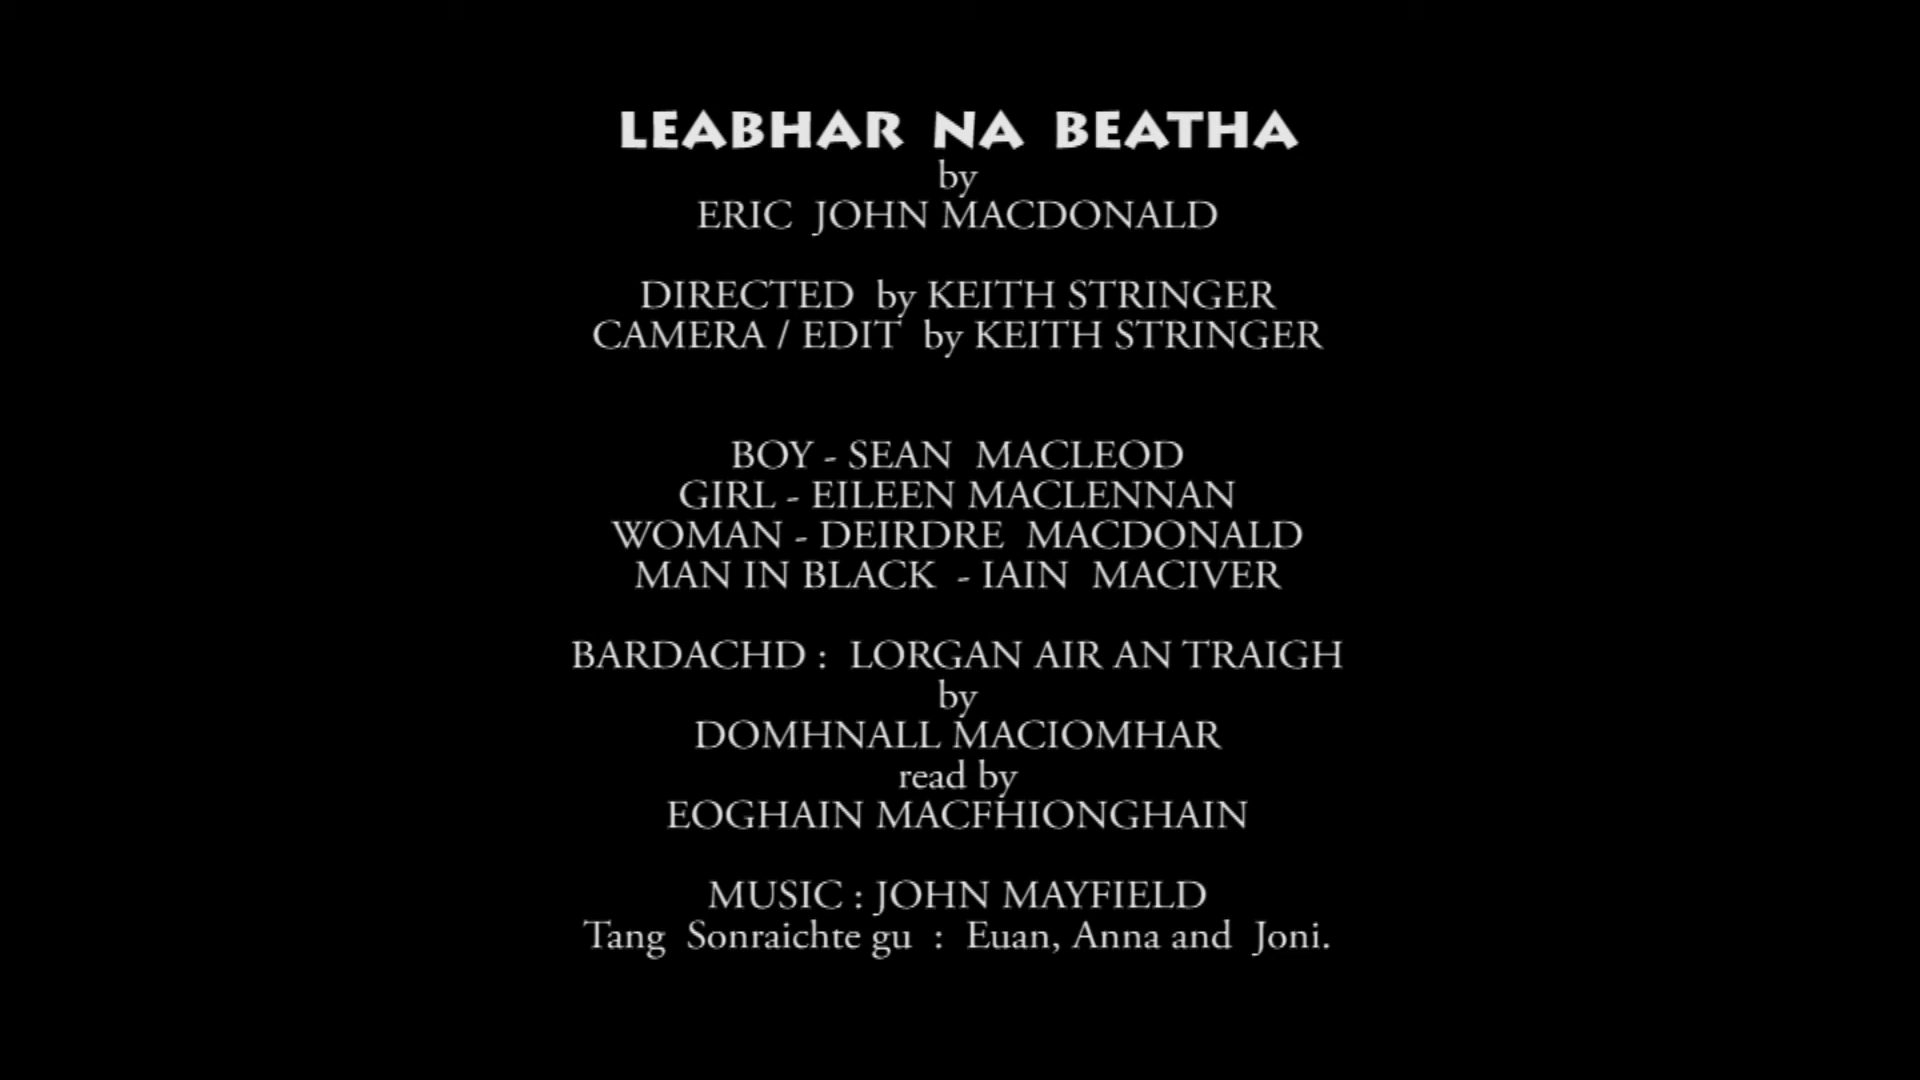 LEABHAR NA BEATHA
by
ERIC JOHN MACDONALD
DIRECTED by KEITH STRINGER
CAMERA / EDIT by KEITH STRINGER
BOY - SEAN MACLEOD
GIRL - EILEEN MACLENNAN
WOMAN - DEIRDRE MACDONALD
MAN IN BLACK - IAIN MACIVER
BARDACHD : LORGAN AIR AN TRAIGH
by
DOMHNALL MACIOMHAR
read by
EOGHAIN MACFHIONGHAIN
MUSIC : JOHN MAYFIELD
Tang Sonraichte gu : Euan, Anna and Joni.